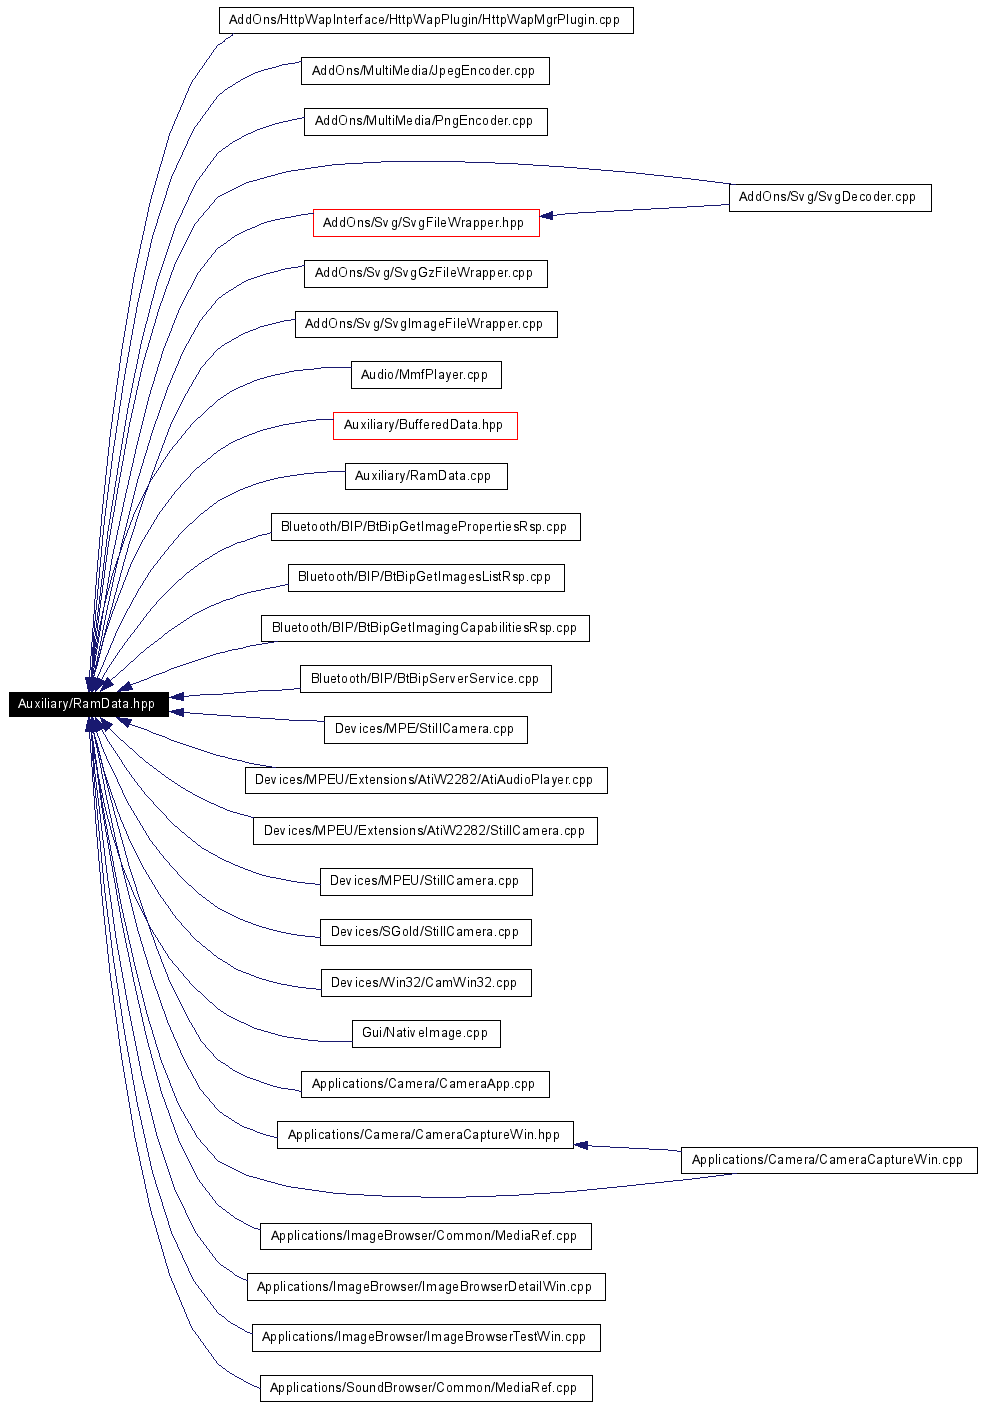 AddOns/HttpWapInterface/HttpWapPlugin/HttpWapMgrPlugin.cpp
AddOns/MultiMedia/JpegEncoder.cpp
AddOns/MultiMedia/PngEncoder.cpp
AddOns/Svg/SvgDecoder.cpp
AddOns/Svg/SvgFileWrapper.hpp
AddOns/Svg/SvgGzFileWrapper.cpp
AddOns/Svg/SvgImageFileWrapper.cpp
Audio/MmfPlayer.cpp
Auxiliary/BufferedData.hpp
Auxiliary/RamData.cpp
Bluetooth/BIP/BtBipGetImagePropertiesRsp.cpp
Bluetooth/BIP/BtBipGetImagesListRsp.cpp
Bluetooth/BIP/BtBipGetImagingCapabilitiesRsp.cpp
Bluetooth/BIP/BtBipServerService.cpp
Auxiliary/RamData.hpp
Devices/MPE/StillCamera.cpp
Devices/MPEU/Extensions/AtiW2282/AtiAudioPlayer.cpp
Devices/MPEU/Extensions/AtiW2282/StillCamera.cpp
Devices/MPEU/StillCamera.cpp
Devices/SGold/StillCamera.cpp
Devices/Win32/CamWin32.cpp
Gui/NativeImage.cpp
Applications/Camera/CameraApp.cpp
Applications/Camera/CameraCaptureWin.hpp
Applications/Camera/CameraCaptureWin.cpp
Applications/ImageBrowser/Common/MediaRef.cpp
Applications/ImageBrowser/ImageBrowserDetailWin.cpp
Applications/ImageBrowser/ImageBrowserTestWin.cpp
Applications/SoundBrowser/Common/MediaRef.cpp